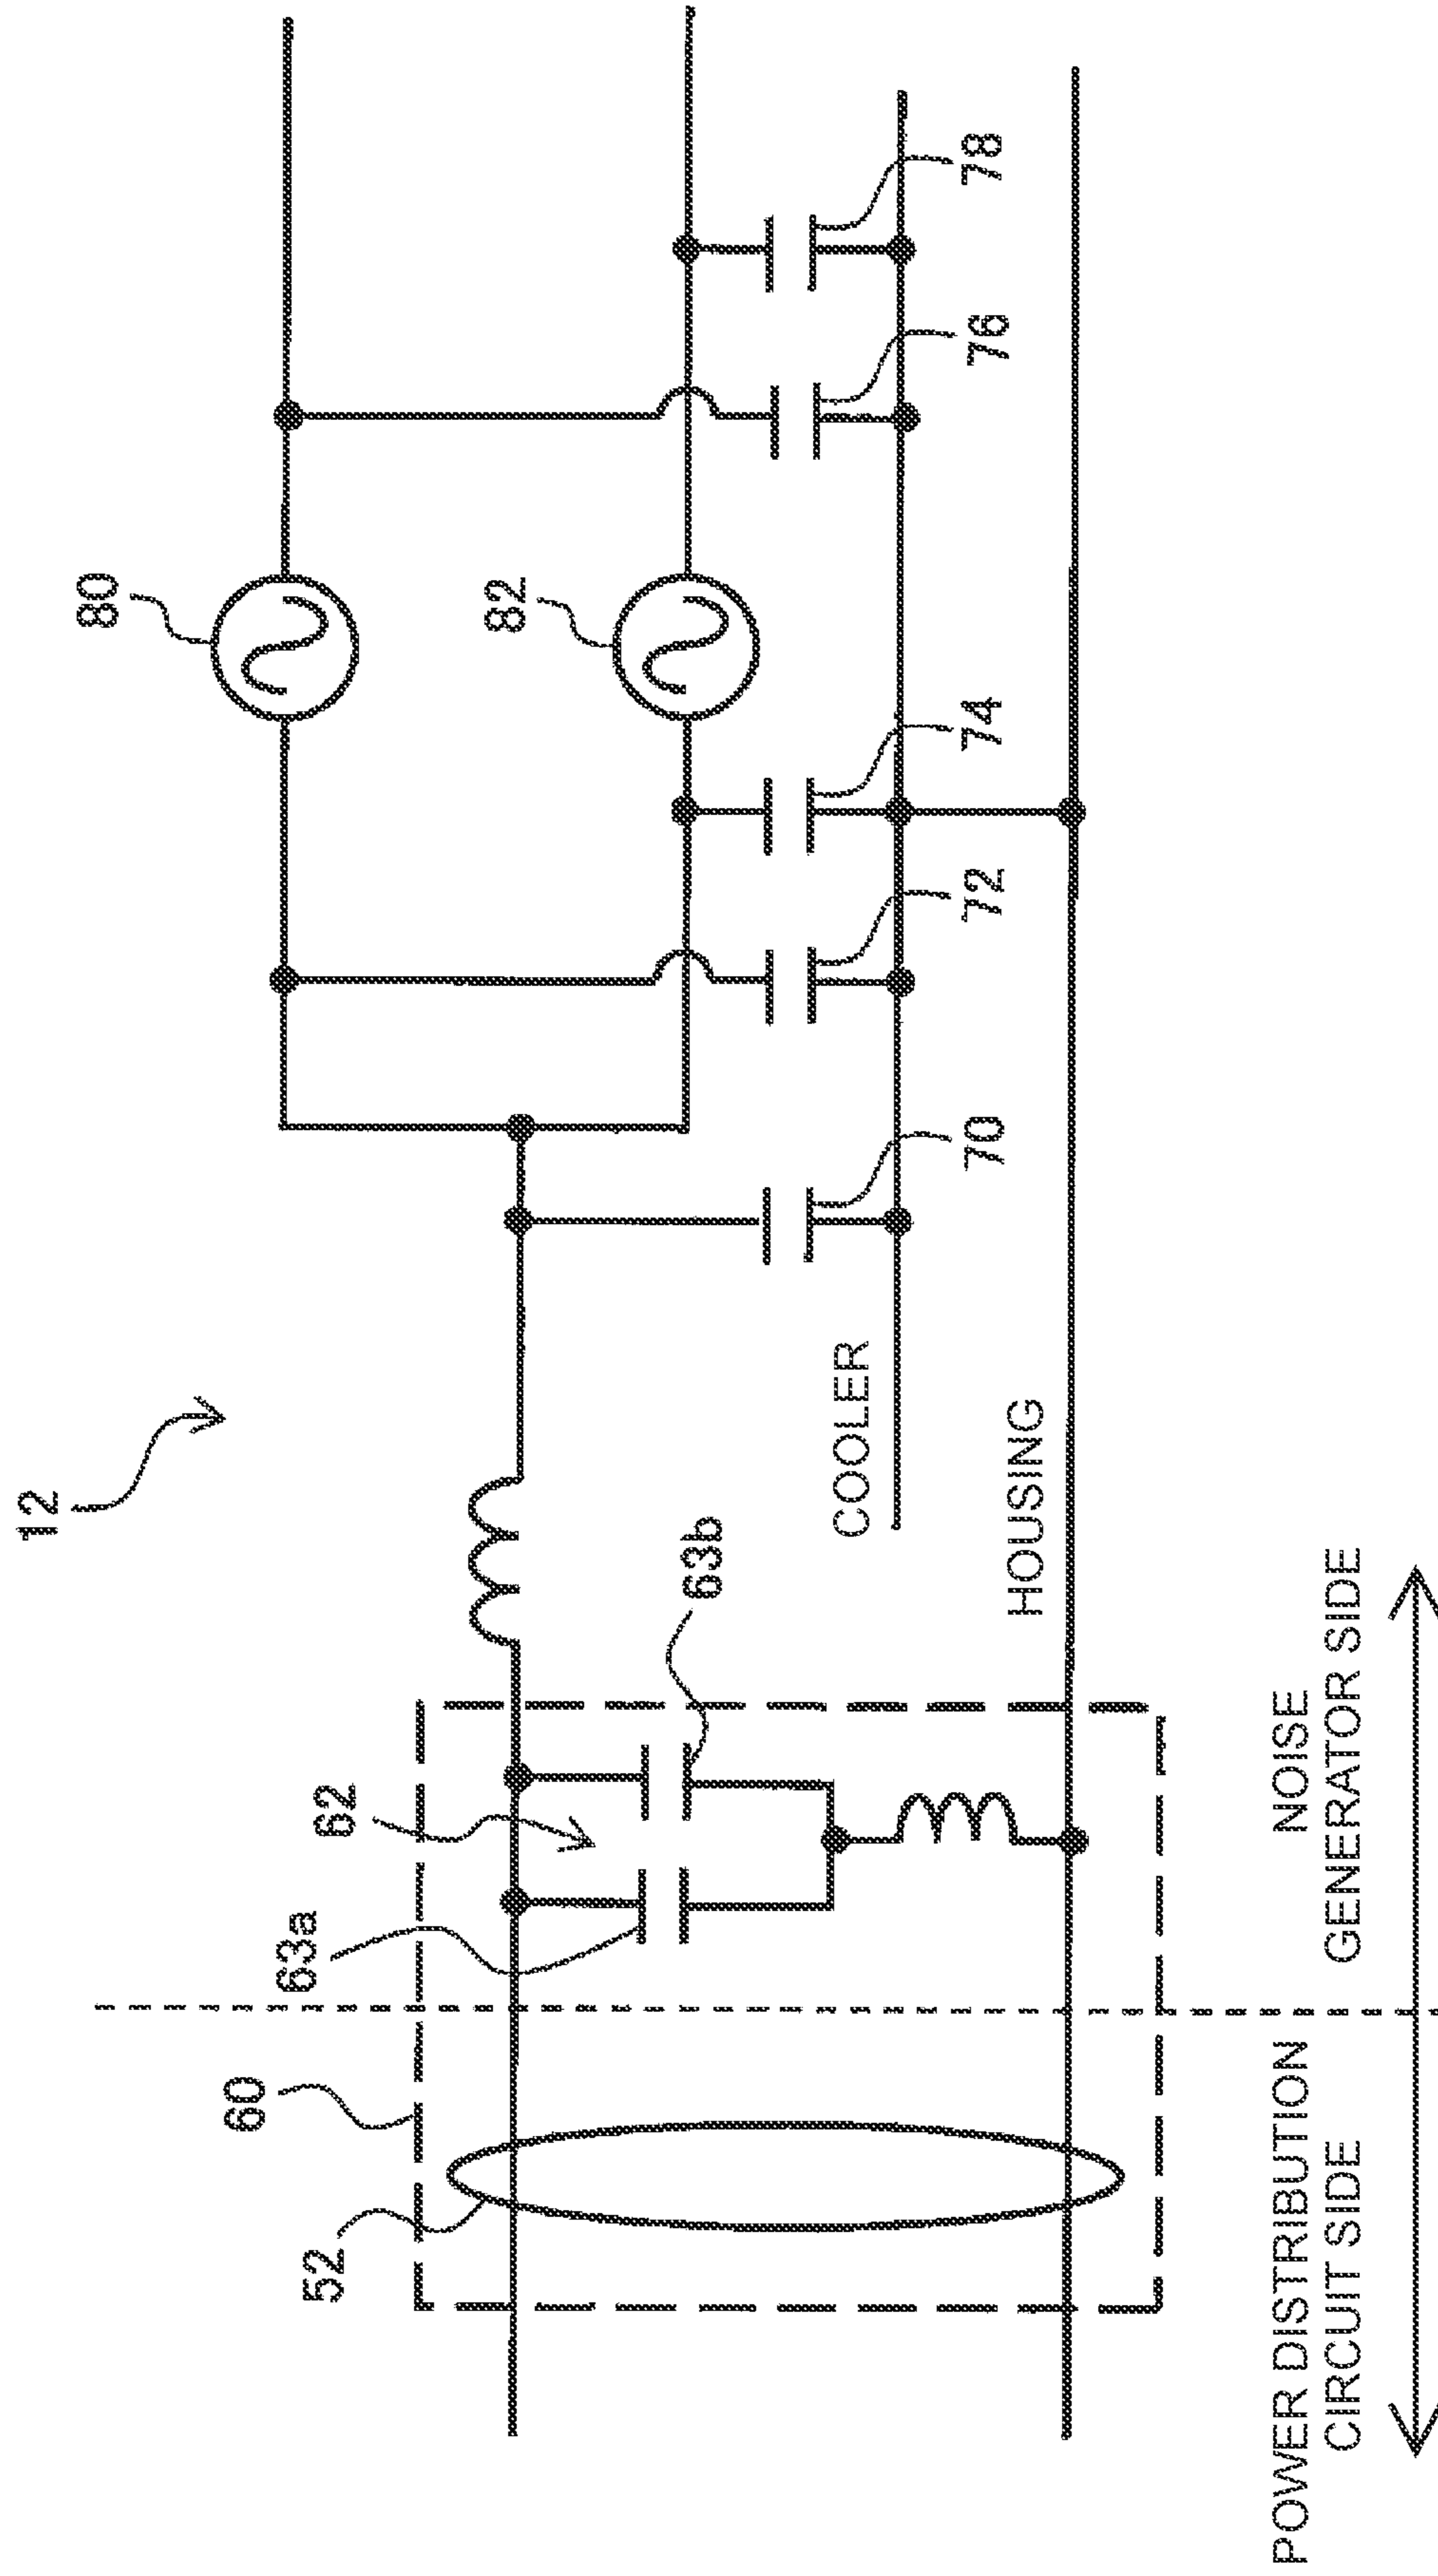 12
80
82
60
62
63a
63b
52
70
72
74
76
78
COOLER
HOUSING
POWER DISTRIBUTION
CIRCUIT SIDE
NOISE
GENERATOR SIDE